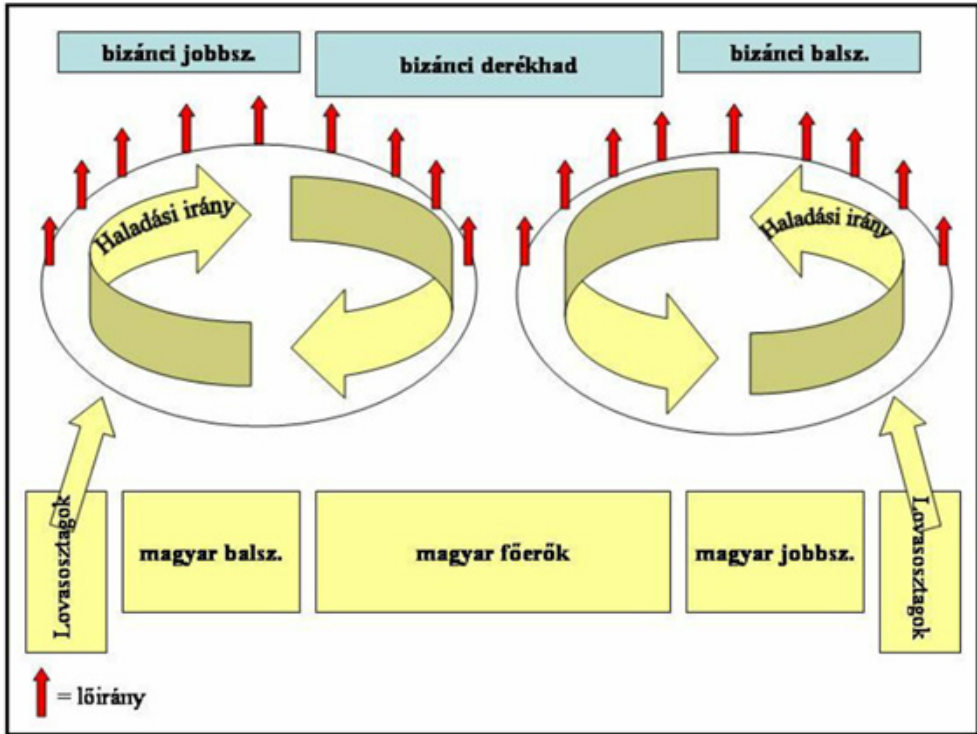 bizánci jobbsz.
bizánci derékhad
bizánci balsz.
Haladási irány
Haladási irány
Lovasosztagok
magyar balsz.
magyar főerők
magyar jobbsz.
Lovasosztagok
= lőirány